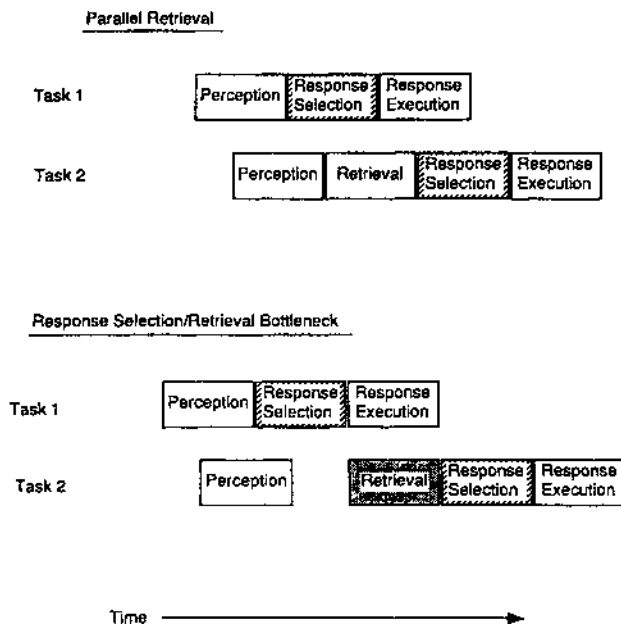 Parallel Retrieval
Task 1
Perception
Response
Selection
Response
Execution
Task 2
Perception
Retrieval
Response
Selection
Response
Execution
Response Selection/Retrieval Bottleneck
Task 1
Perception
Response
Selection
Response
Execution
Task 2
Perception
Retrieval
Response
Selection
Response
Execution
Time